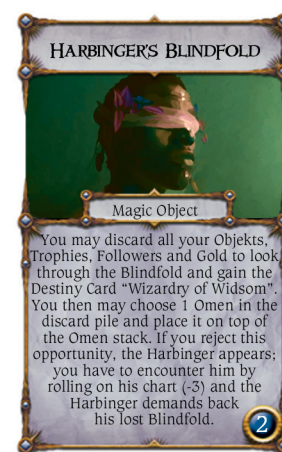 HARBINGER'S BLINDFOLD
Magic Object
You may discard all your Objekts,
Trophies, Followers and Gold to look
through the Blindfold and gain the
Destiny Card “Wizardry of Widsom”.
You then may choose 1 Omen in the
discard pile and place it on top of
the Omen stack. If you reject this
opportunity, the Harbinger appears;
you have to encounter him by
rolling on his chart (-3) and the
Harbinger demands back
his lost Blindfold.
2